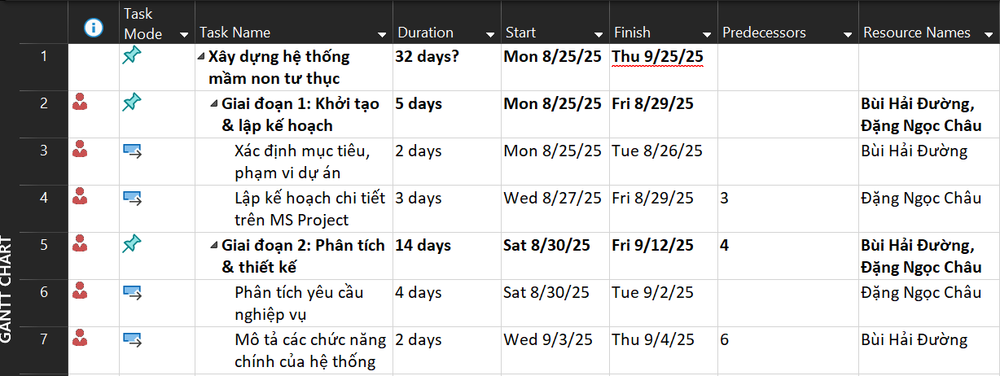 Task Mode Task Name Duration Start Finish Predecessors Resource Names
1 Xây dựng hệ thống mầm non tư thục 32 days? Mon 8/25/25 Thu 9/25/25
2 Giai đoạn 1: Khởi tạo & lập kế hoạch 5 days Mon 8/25/25 Fri 8/29/25 Bùi Hải Đường, Đặng Ngọc Châu
3 Xác định mục tiêu, phạm vi dự án 2 days Mon 8/25/25 Tue 8/26/25 Bùi Hải Đường
4 Lập kế hoạch chi tiết trên MS Project 3 days Wed 8/27/25 Fri 8/29/25 3 Đặng Ngọc Châu
5 Giai đoạn 2: Phân tích & thiết kế 14 days Sat 8/30/25 Fri 9/12/25 4 Bùi Hải Đường, Đặng Ngọc Châu
6 Phân tích yêu cầu nghiệp vụ 4 days Sat 8/30/25 Tue 9/2/25 Đặng Ngọc Châu
7 Mô tả các chức năng chính của hệ thống 2 days Wed 9/3/25 Thu 9/4/25 6 Bùi Hải Đường
GANTT CHART